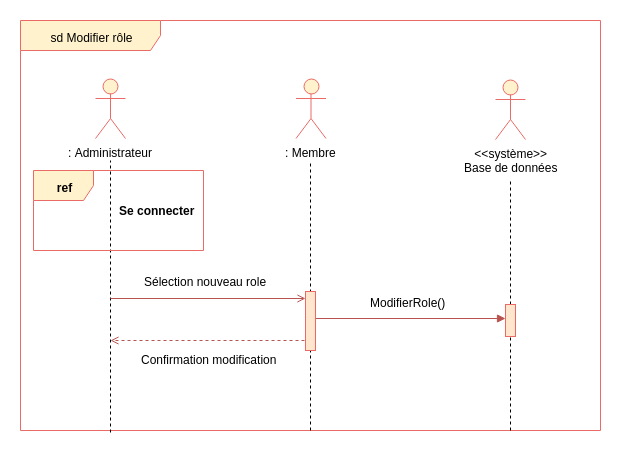 sd Modifier rôle
: Administrateur
: Membre
<<système>>
Base de données
ref
Se connecter
Sélection nouveau role
ModifierRole()
Confirmation modification